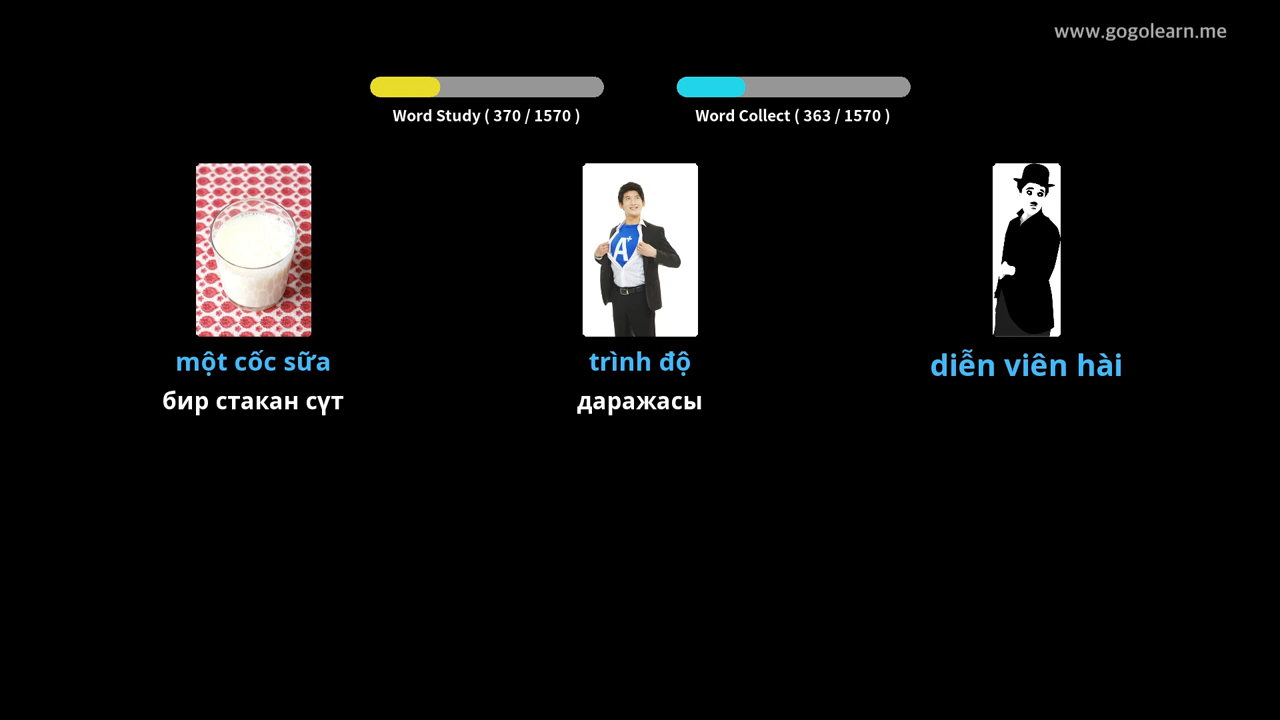 www.gogolearn.me
Word Study ( 370 / 1570 )
Word Collect ( 363 / 1570 )
A+
một cốc sữa
trình độ
diễn viên hài
бир стакан сүт
даражасы